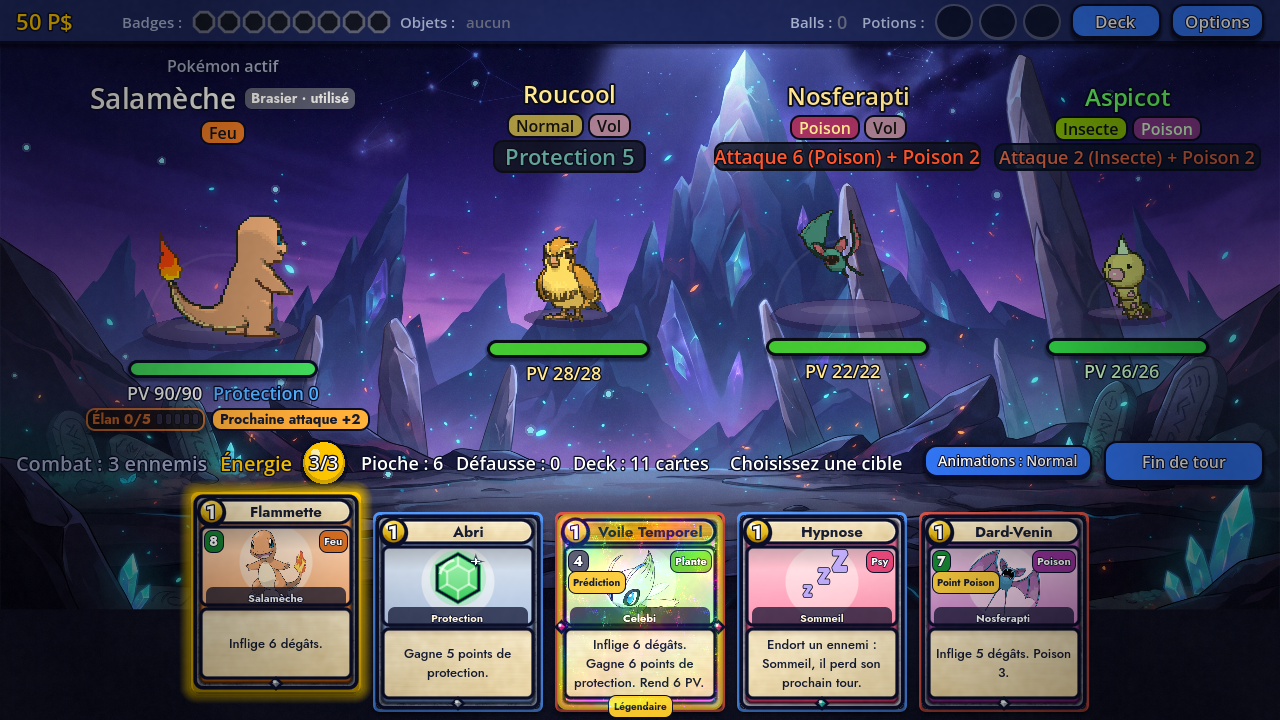 50 P$
Badges :
Objets : aucun
Balls : 0
Potions :
Deck
Options
Pokémon actif
Salamèche
Brasier · utilisé
Feu
Roucool
Normal
Vol
Protection 5
Nosferapti
Poison
Vol
Attaque 6 (Poison) + Poison 2
Aspicot
Insecte
Poison
Attaque 2 (Insecte) + Poison 2
PV 90/90
Protection 0
Élan 0/5
Prochaine attaque +2
PV 28/28
PV 22/22
PV 26/26
Combat : 3 ennemis
Énergie
3/3
Pioche : 6
Défausse : 0
Deck : 11 cartes
Choisissez une cible
Animations : Normal
Fin de tour
1
Flammette
8
Feu
Salamèche
Inflige 6 dégâts.
1
Abri
Protection
Gagne 5 points de
protection.
1
Voile Temporel
4
Plante
Prédiction
Celebi
Inflige 6 dégâts.
Gagne 6 points de
protection. Rend 6 PV.
Légendaire
1
Hypnose
Psy
z z Z
Sommeil
Endort un ennemi :
Sommeil, il perd son
prochain tour.
1
Dard-Venin
7
Poison
Point Poison
Nosferapti
Inflige 5 dégâts. Poison
3.